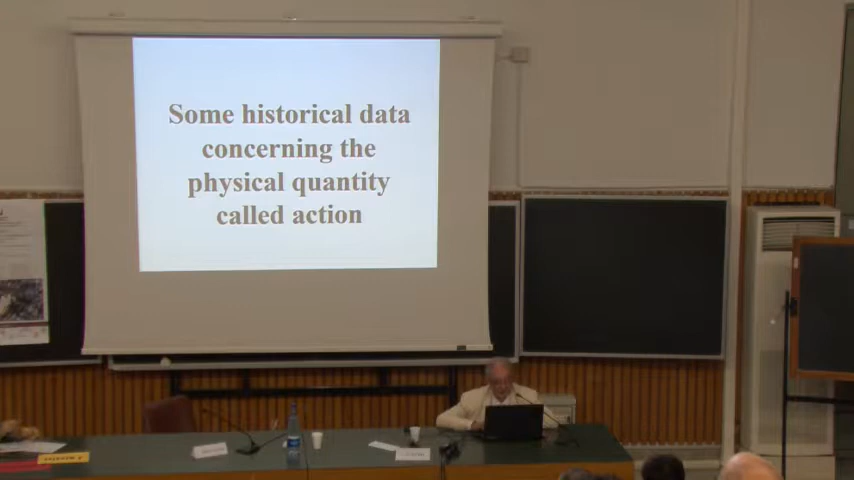 Some historical data
concerning the
physical quantity
called action